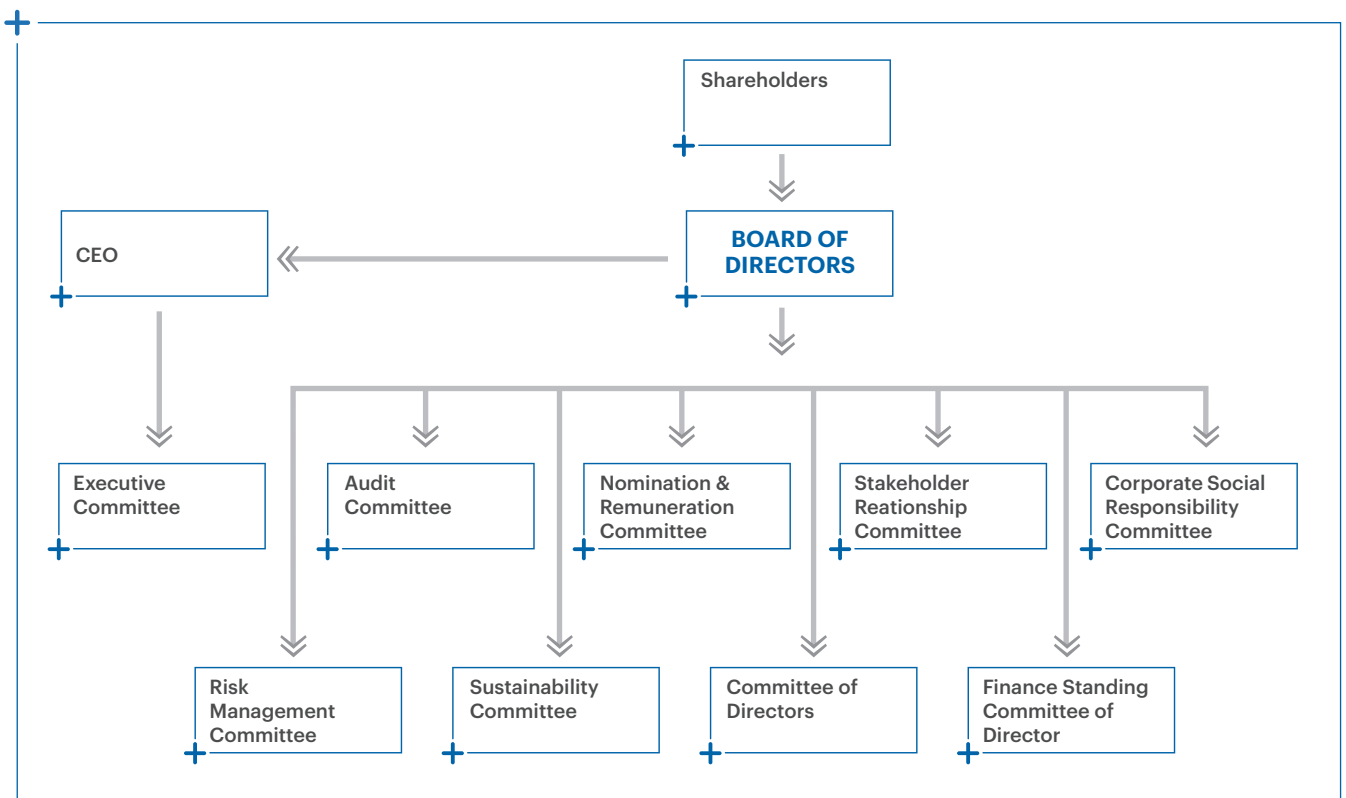 Shareholders
CEO
BOARD OF
DIRECTORS
Executive
Committee
Audit
Committee
Nomination &
Remuneration
Committee
Stakeholder
Reationship
Committee
Corporate Social
Responsibility
Committee
Risk
Management
Committee
Sustainability
Committee
Committee of
Directors
Finance Standing
Committee of
Director